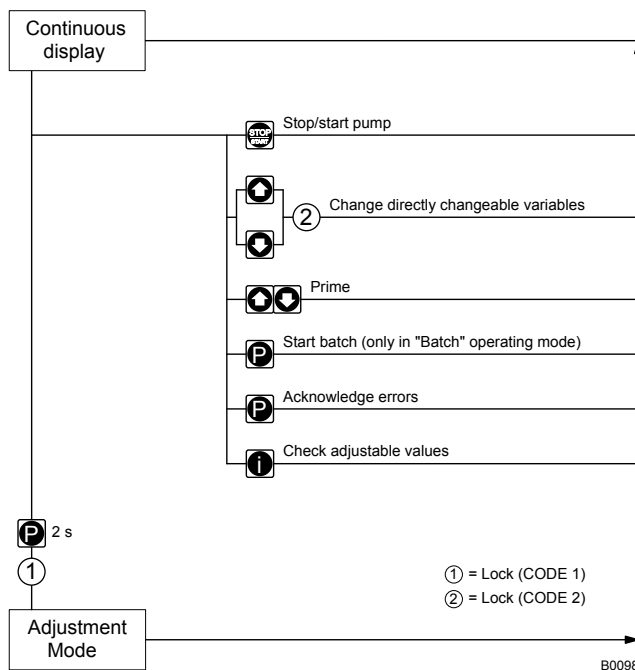 Continuous
display
STOP
START
Stop/start pump
2
Change directly changeable variables
Prime
P
Start batch (only in "Batch" operating mode)
P
Acknowledge errors
i
Check adjustable values
P 2 s
1
1 = Lock (CODE 1)
2 = Lock (CODE 2)
Adjustment
Mode
B0098